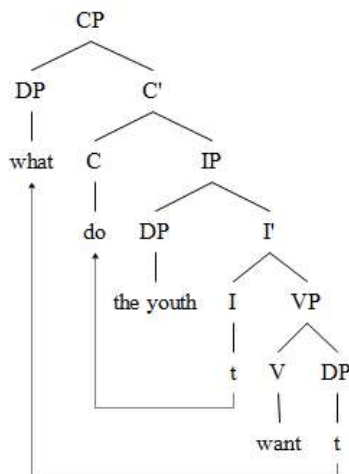 CP
DP C'
what C IP
do DP I'
the youth I VP
t V DP
want t